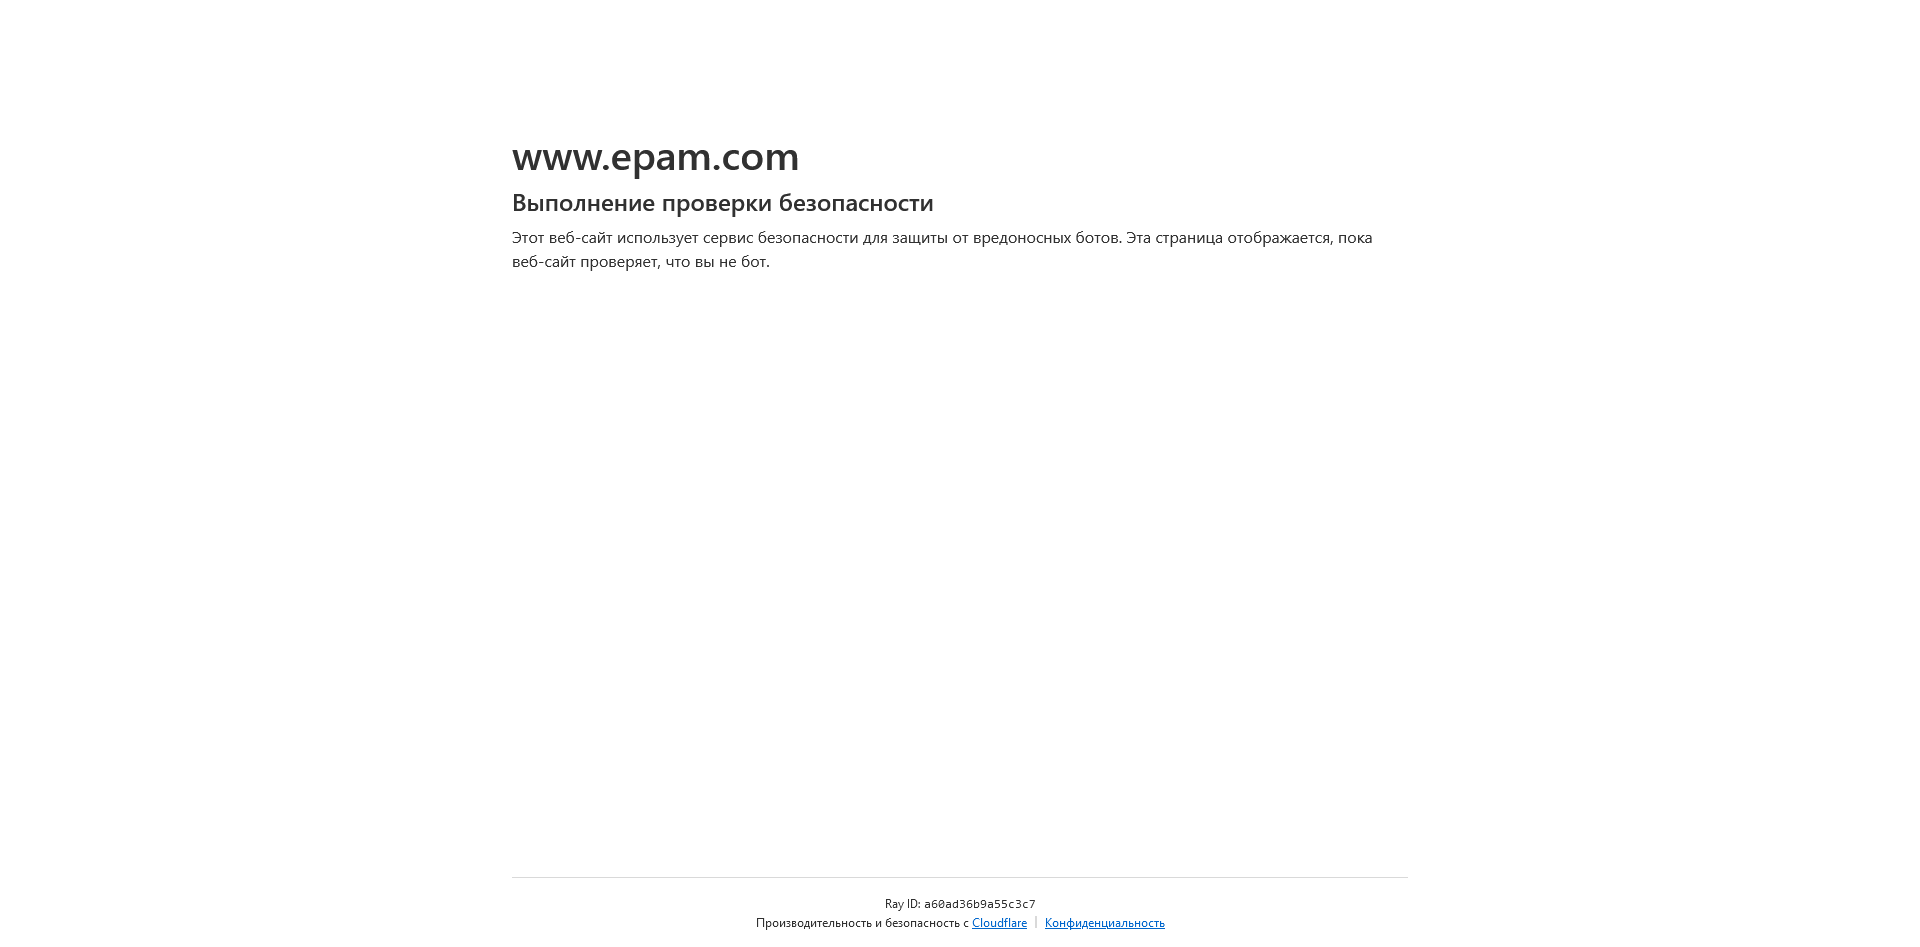 www.epam.com
Выполнение проверки безопасности
Этот веб-сайт использует сервис безопасности для защиты от вредоносных ботов. Эта страница отображается, пока
веб-сайт проверяет, что вы не бот.
Ray ID: a60ad36b9a55c3c7
Производительность и безопасность с Cloudflare | Конфиденциальность